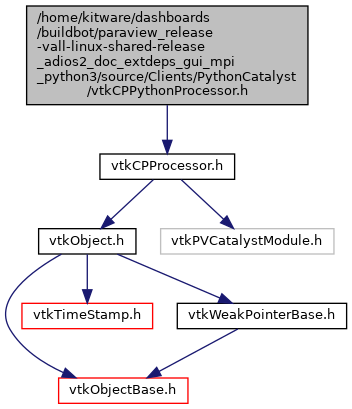 /home/kitware/dashboards
/buildbot/paraview_release
-vall-linux-shared-release
_adios2_doc_extdeps_gui_mpi
_python3/source/Clients/PythonCatalyst
/vtkCPPythonProcessor.h
vtkCPProcessor.h
vtkObject.h
vtkPVCatalystModule.h
vtkTimeStamp.h
vtkWeakPointerBase.h
vtkObjectBase.h